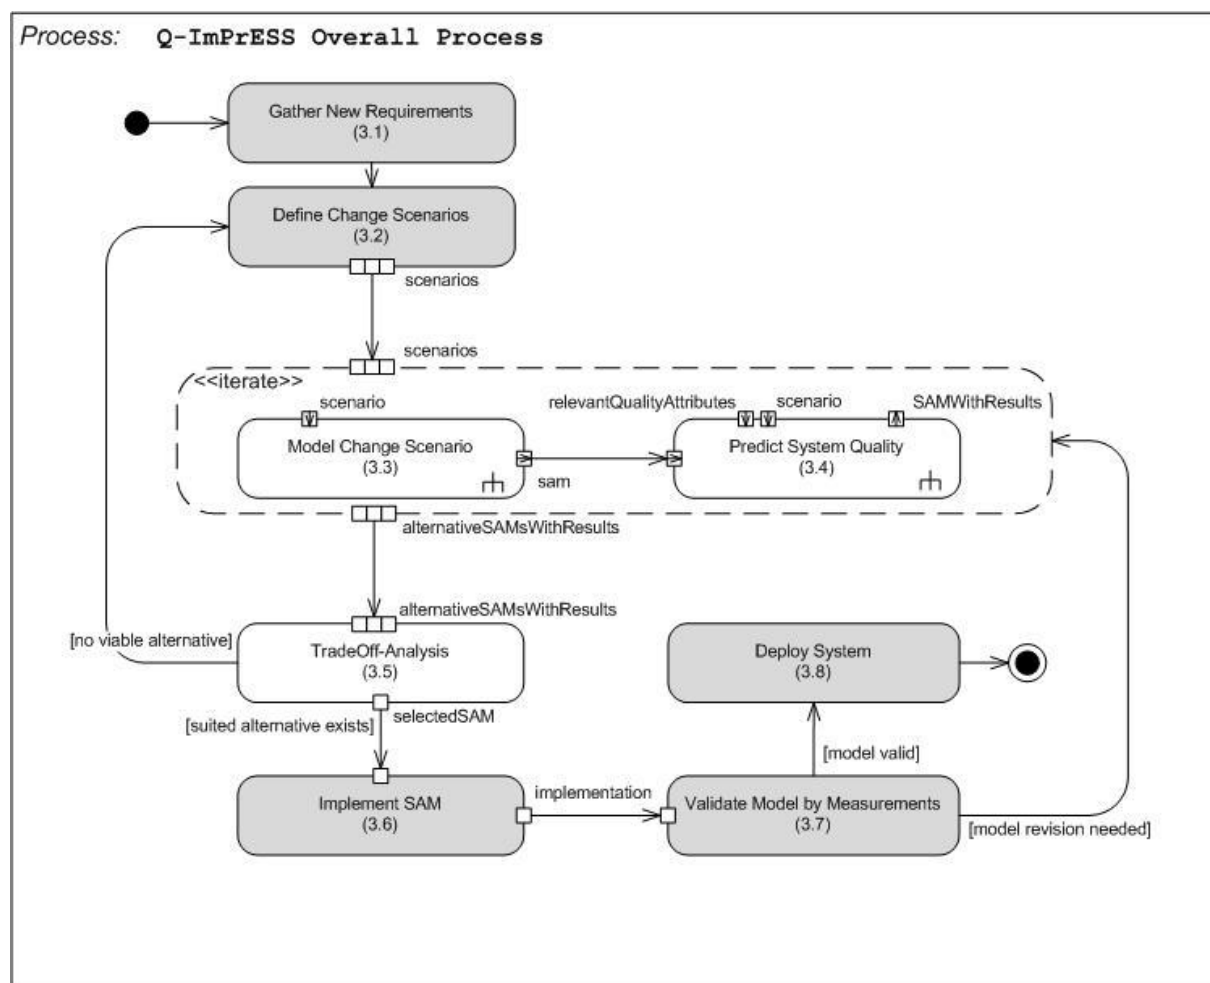 Process: Q-ImPrESS Overall Process
Gather New Requirements
(3.1)
Define Change Scenarios
(3.2)
scenarios
scenarios
<<iterate>>
scenario
relevantQualityAttributes
scenario
SAMWithResults
Model Change Scenario
(3.3)
sam
Predict System Quality
(3.4)
alternativeSAMsWithResults
alternativeSAMsWithResults
[no viable alternative]
TradeOff-Analysis
(3.5)
Deploy System
(3.8)
[suited alternative exists]
selectedSAM
[model valid]
Implement SAM
(3.6)
implementation
Validate Model by Measurements
(3.7)
[model revision needed]